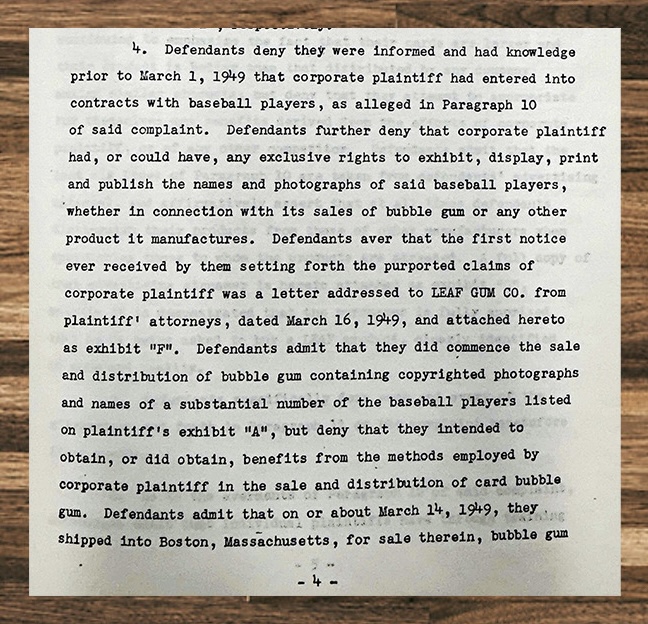 4. Defendants deny they were informed and had knowledge
prior to March 1, 1949 that corporate plaintiff had entered into
contracts with baseball players, as alleged in Paragraph 10
of said complaint. Defendants further deny that corporate plaintiff
had, or could have, any exclusive rights to exhibit, display, print
and publish the names and photographs of said baseball players,
whether in connection with its sales of bubble gum or any other
product it manufactures. Defendants aver that the first notice
ever received by them setting forth the purported claims of
corporate plaintiff was a letter addressed to LEAF GUM CO. from
plaintiff' attorneys, dated March 16, 1949, and attached hereto
as exhibit "F". Defendants admit that they did commence the sale
and distribution of bubble gum containing copyrighted photographs
and names of a substantial number of the baseball players listed
on plaintiff's exhibit "A", but deny that they intended to
obtain, or did obtain, benefits from the methods employed by
corporate plaintiff in the sale and distribution of card bubble
gum. Defendants admit that on or about March 14, 1949, they
shipped into Boston, Massachusetts, for sale therein, bubble gum
- 4 -